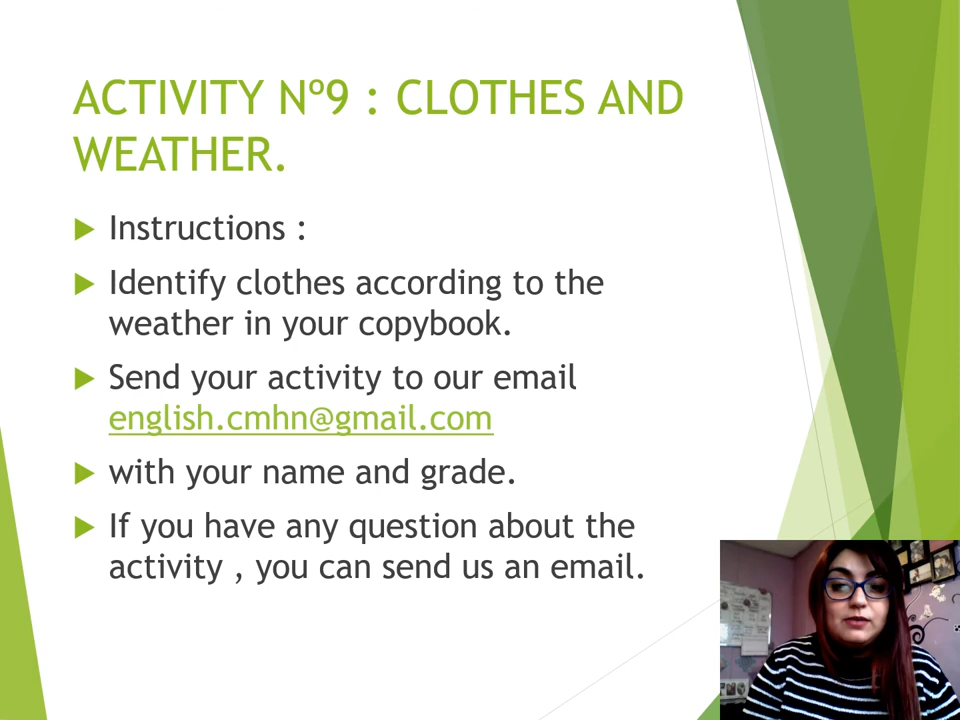 ACTIVITY Nº9 : CLOTHES AND
WEATHER.
Instructions :
Identify clothes according to the
weather in your copybook.
Send your activity to our email
english.cmhn@gmail.com
with your name and grade.
If you have any question about the
activity , you can send us an email.